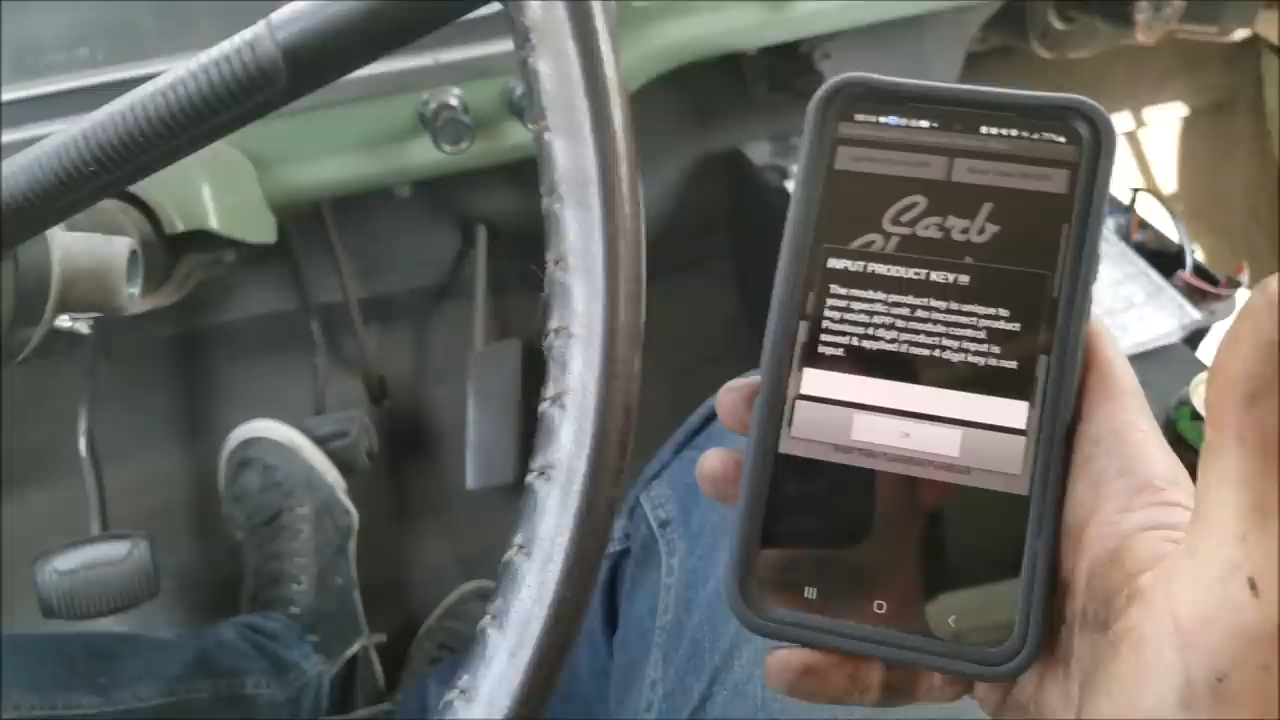 Carb
INPUT PRODUCT KEY !!!
The module product key is unique to
your specific unit. An incorrect product
key voids APP to module control.
Previous 4 digit product key input is
saved & applied if new 4 digit key is not
input.
OK